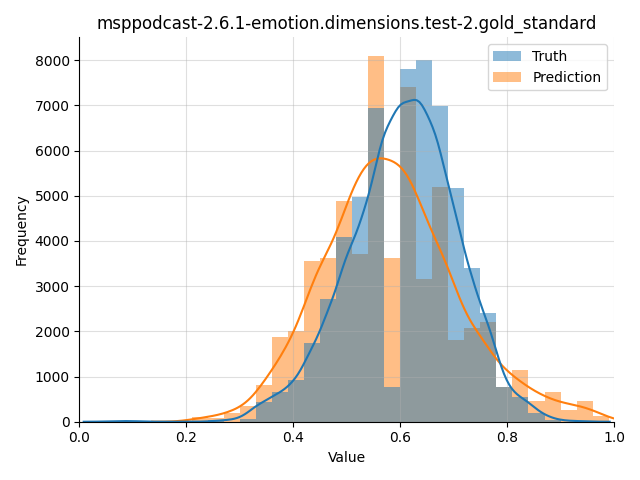 msppodcast-2.6.1-emotion.dimensions.test-2.gold_standard
Truth
Prediction
Frequency
8000
7000
6000
5000
4000
3000
2000
1000
0
0.0 0.2 0.4 0.6 0.8 1.0
Value